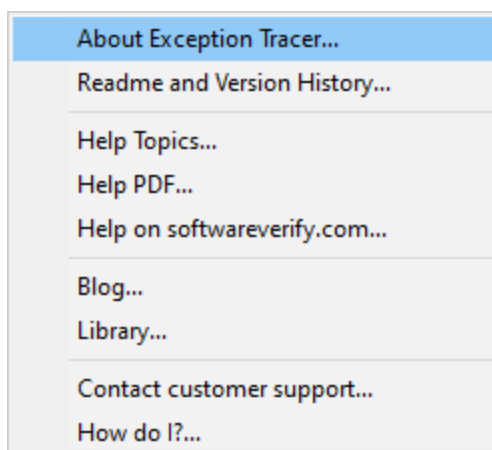 About Exception Tracer...
Readme and Version History...
Help Topics...
Help PDF...
Help on softwareverify.com...
Blog...
Library...
Contact customer support...
How do I?...